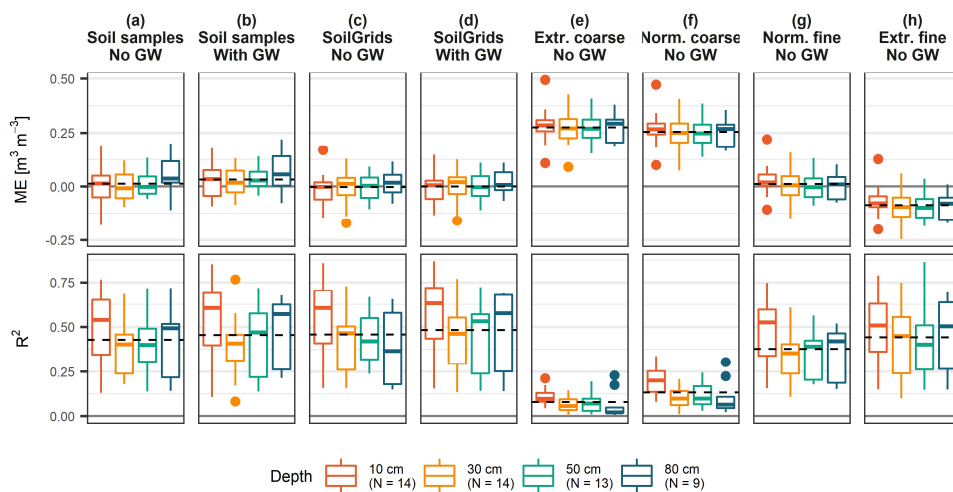 (a) (b) (c) (d) (e) (f) (g) (h)
Soil samples Soil samples SoilGrids SoilGrids Extr. coarse Norm. coarse Norm. fine Extr. fine
No GW With GW No GW With GW No GW No GW No GW No GW
0.50
0.25
0.00
-0.25
ME [m³ m⁻³]
0.75
0.50
0.25
0.00
R²
Depth 10 cm 30 cm 50 cm 80 cm
(N = 14) (N = 14) (N = 13) (N = 9)